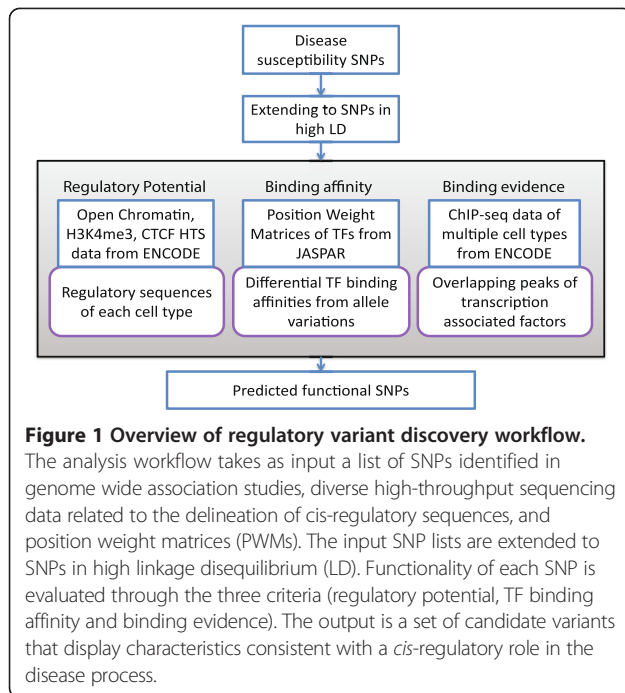 Disease
susceptibility SNPs
Extending to SNPs in
high LD
Regulatory Potential
Binding affinity
Binding evidence
Open Chromatin,
H3K4me3, CTCF HTS
data from ENCODE
Position Weight
Matrices of TFs from
JASPAR
ChIP-seq data of
multiple cell types
from ENCODE
Regulatory sequences
of each cell type
Differential TF binding
affinities from allele
variations
Overlapping peaks of
transcription
associated factors
Predicted functional SNPs
Figure 1 Overview of regulatory variant discovery workflow.
The analysis workflow takes as input a list of SNPs identified in
genome wide association studies, diverse high-throughput sequencing
data related to the delineation of cis-regulatory sequences, and
position weight matrices (PWMs). The input SNP lists are extended to
SNPs in high linkage disequilibrium (LD). Functionality of each SNP is
evaluated through the three criteria (regulatory potential, TF binding
affinity and binding evidence). The output is a set of candidate variants
that display characteristics consistent with a cis-regulatory role in the
disease process.